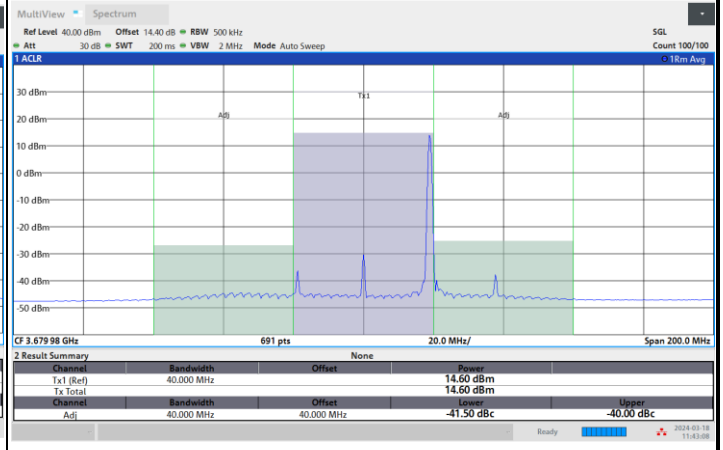 MultiView Spectrum
Ref Level 40.00 dBm Offset 14.40 dB RBW 500 kHz SGL
Att 30 dB SWT 200 ms VBW 2 MHz Mode Auto Sweep Count 100/100
1 ACLR 1Rm Avg
30 dBm
Tx1
20 dBm
Adj Adj
10 dBm
0 dBm
-10 dBm
-20 dBm
-30 dBm
-40 dBm
-50 dBm
CF 3.679 98 GHz 691 pts 20.0 MHz/ Span 200.0 MHz
2 Result Summary None
Channel Bandwidth Offset Power
Tx1 (Ref) 40.000 MHz 14.60 dBm
Tx Total 14.60 dBm
Channel Bandwidth Offset Lower Upper
Adj 40.000 MHz 40.000 MHz -41.50 dBc -40.00 dBc
Ready 2024-03-18
11:43:08